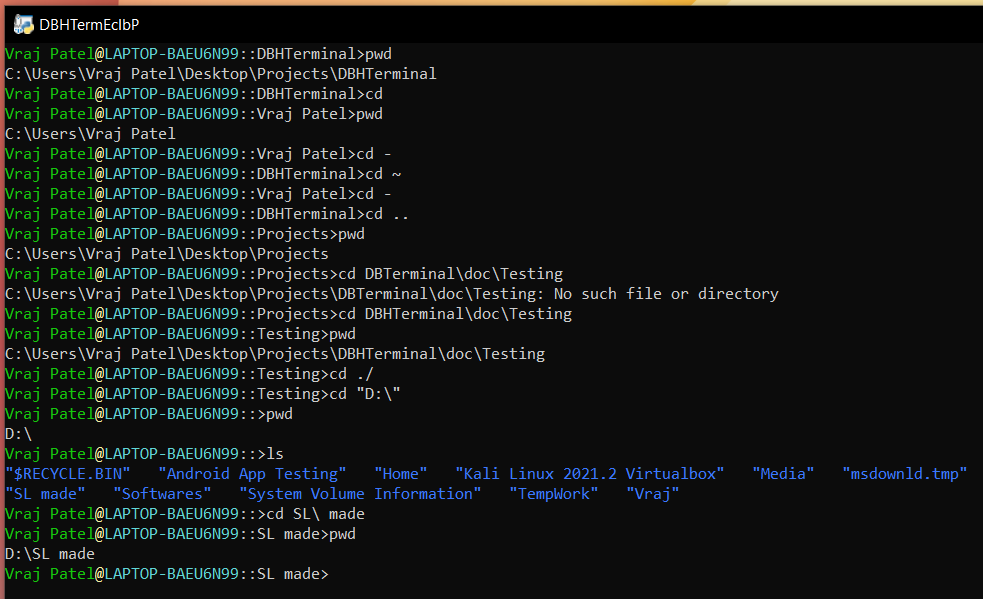 DBHTermEclbP
Vraj Patel@LAPTOP-BAEU6N99::DBHTerminal>pwd
C:\Users\Vraj Patel\Desktop\Projects\DBHTerminal
Vraj Patel@LAPTOP-BAEU6N99::DBHTerminal>cd
Vraj Patel@LAPTOP-BAEU6N99::Vraj Patel>pwd
C:\Users\Vraj Patel
Vraj Patel@LAPTOP-BAEU6N99::Vraj Patel>cd -
Vraj Patel@LAPTOP-BAEU6N99::DBHTerminal>cd ~
Vraj Patel@LAPTOP-BAEU6N99::Vraj Patel>cd -
Vraj Patel@LAPTOP-BAEU6N99::DBHTerminal>cd ..
Vraj Patel@LAPTOP-BAEU6N99::Projects>pwd
C:\Users\Vraj Patel\Desktop\Projects
Vraj Patel@LAPTOP-BAEU6N99::Projects>cd DBTerminal\doc\Testing
C:\Users\Vraj Patel\Desktop\Projects\DBTerminal\doc\Testing: No such file or directory
Vraj Patel@LAPTOP-BAEU6N99::Projects>cd DBHTerminal\doc\Testing
Vraj Patel@LAPTOP-BAEU6N99::Testing>pwd
C:\Users\Vraj Patel\Desktop\Projects\DBHTerminal\doc\Testing
Vraj Patel@LAPTOP-BAEU6N99::Testing>cd ./
Vraj Patel@LAPTOP-BAEU6N99::Testing>cd "D:\"
Vraj Patel@LAPTOP-BAEU6N99::>pwd
D:\
Vraj Patel@LAPTOP-BAEU6N99::>ls
"$RECYCLE.BIN"   "Android App Testing"   "Home"   "Kali Linux 2021.2 Virtualbox"   "Media"   "msdownld.tmp"
"SL made"   "Softwares"   "System Volume Information"   "TempWork"   "Vraj"
Vraj Patel@LAPTOP-BAEU6N99::>cd SL\ made
Vraj Patel@LAPTOP-BAEU6N99::SL made>pwd
D:\SL made
Vraj Patel@LAPTOP-BAEU6N99::SL made>